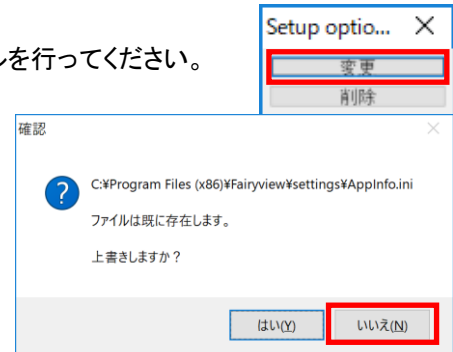 Setup optio...
ルを行ってください。
変更
削除
確認
C:¥Program Files (x86)¥Fairyview¥settings¥AppInfo.ini
ファイルは既に存在します。
上書きしますか？
はい(Y)
いいえ(N)